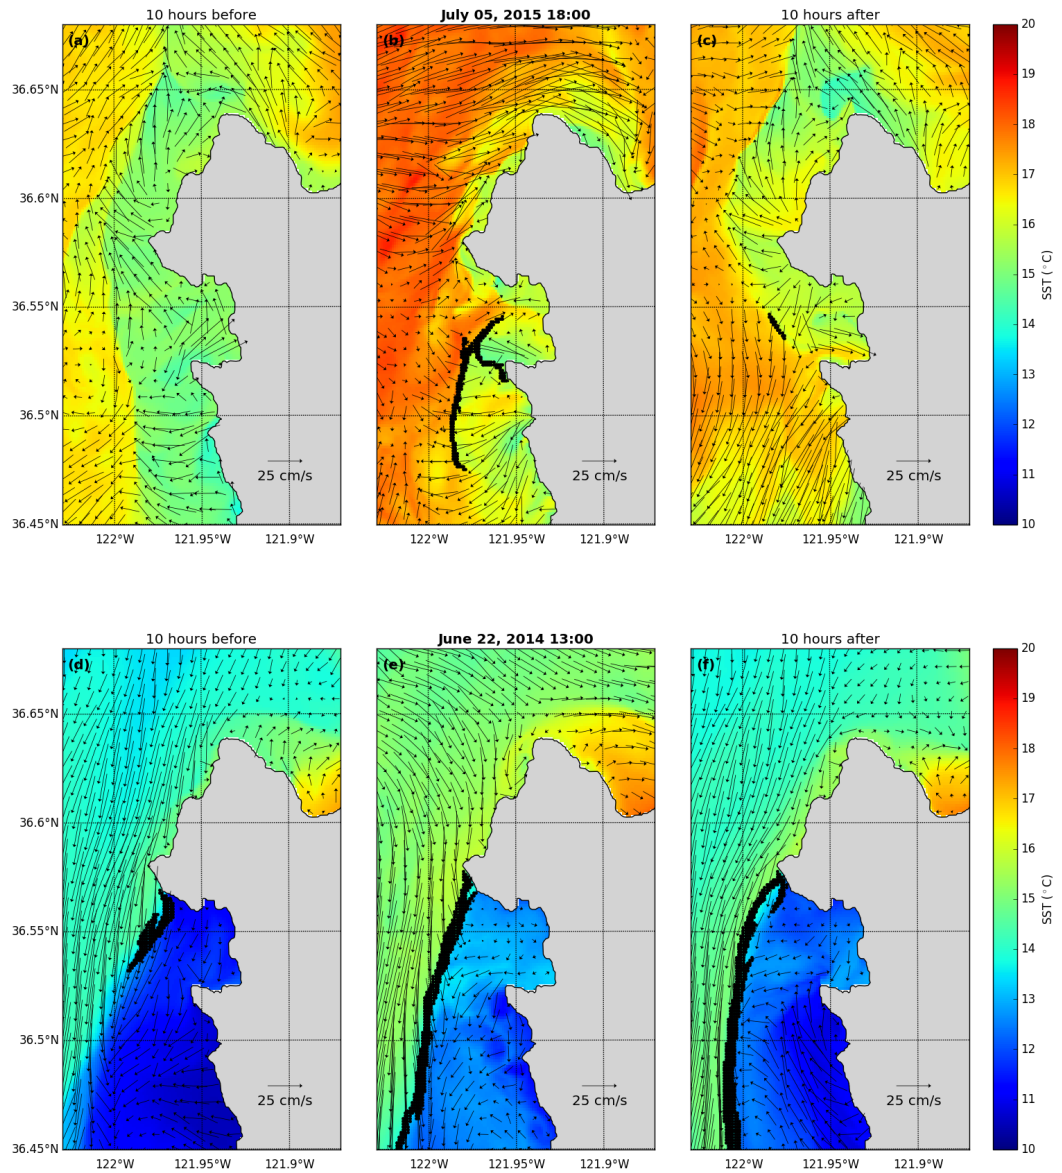 10 hours before
July 05, 2015 18:00
10 hours after
(a)
(b)
(c)
36.65°N
36.6°N
36.55°N
36.5°N
36.45°N
25 cm/s
25 cm/s
25 cm/s
122°W
121.95°W
121.9°W
122°W
121.95°W
121.9°W
122°W
121.95°W
121.9°W
20
19
18
17
16
15
14
13
12
11
10
SST (°C)
10 hours before
June 22, 2014 13:00
10 hours after
(d)
(e)
(f)
36.65°N
36.6°N
36.55°N
36.5°N
36.45°N
25 cm/s
25 cm/s
25 cm/s
122°W
121.95°W
121.9°W
122°W
121.95°W
121.9°W
122°W
121.95°W
121.9°W
20
19
18
17
16
15
14
13
12
11
10
SST (°C)